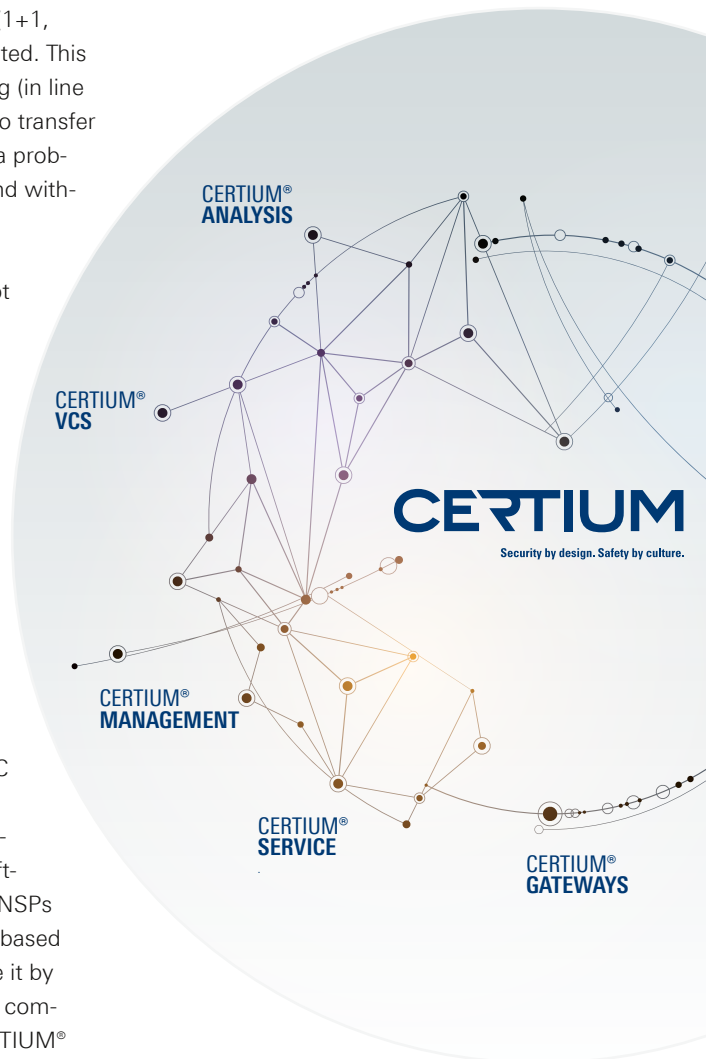 1+1,
ted. This
g (in line
o transfer
a prob-
nd with-
ot
C
-
ft-
NSPs
based
e it by
com-
TIUM®
CERTIUM®
ANALYSIS
CERTIUM®
VCS
CERTIUM
Security by design. Safety by culture.
CERTIUM®
MANAGEMENT
CERTIUM®
SERVICE
.
CERTIUM®
GATEWAYS